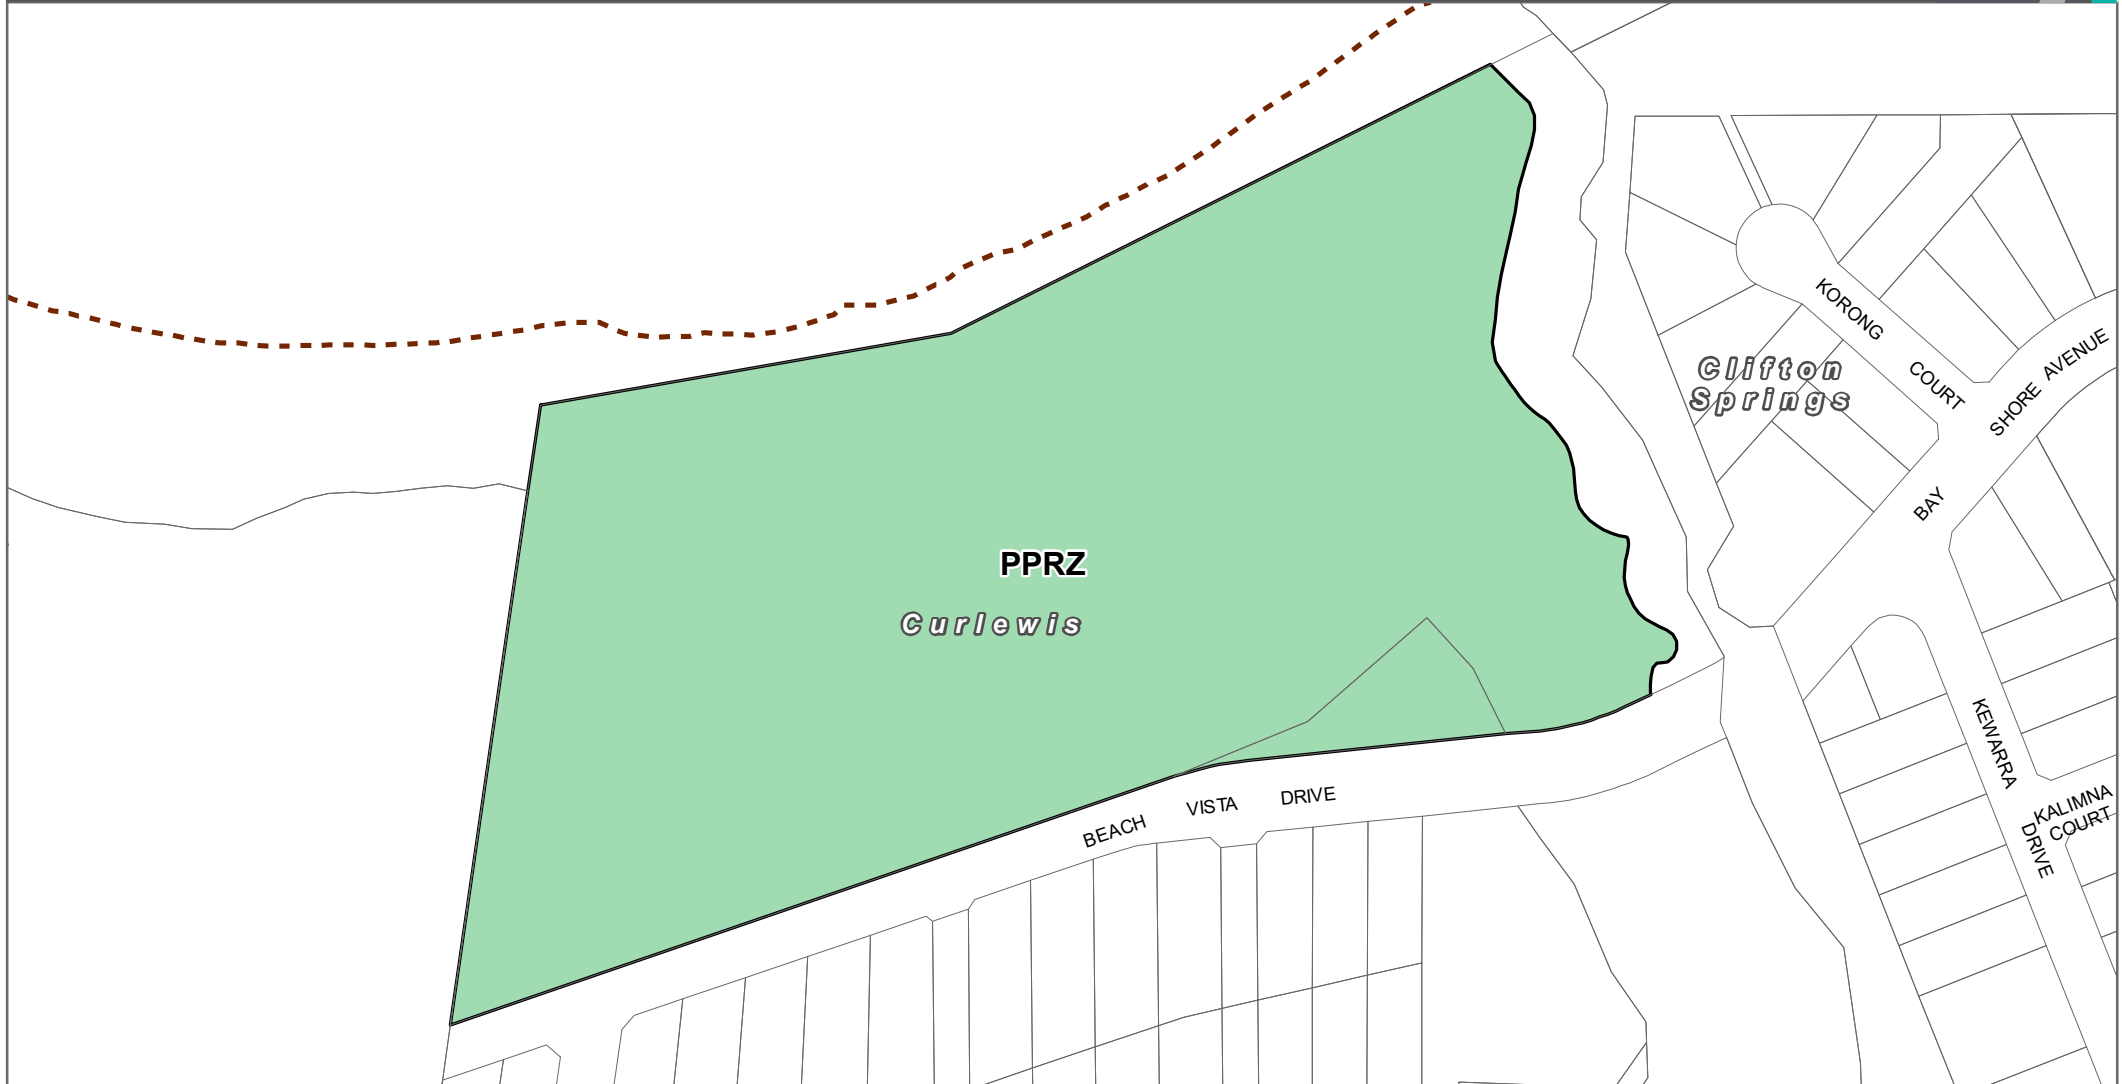 KORONG COURT
Clifton
Springs
BAY SHORE AVENUE
PPRZ
Curlewis
BEACH VISTA DRIVE
KEWARRA DRIVE
KALIMNA
COURT